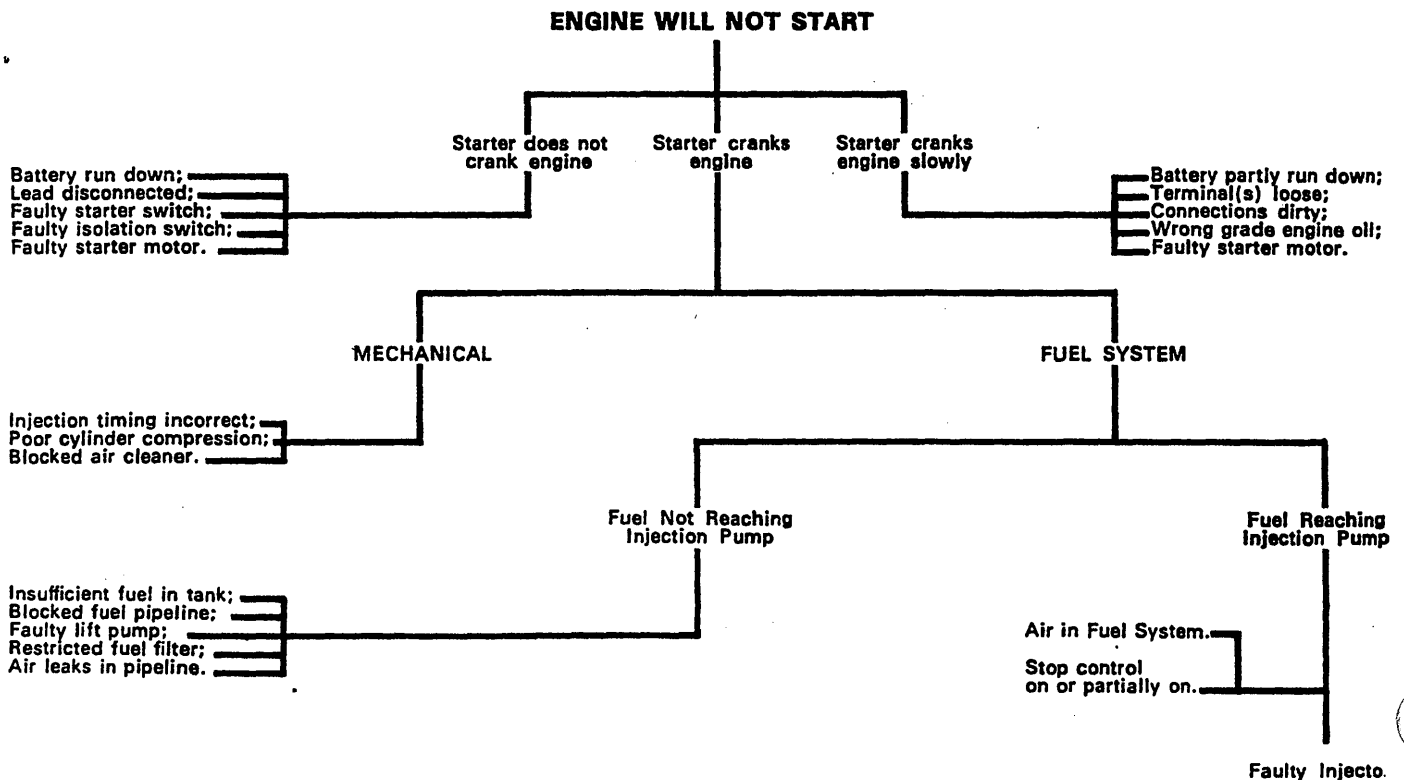 ENGINE WILL NOT START
Starter does not
crank engine
Starter cranks
engine
Starter cranks
engine slowly
Battery run down;
Lead disconnected;
Faulty starter switch;
Faulty isolation switch;
Faulty starter motor.
Battery partly run down;
Terminal(s) loose;
Connections dirty;
Wrong grade engine oil;
Faulty starter motor.
MECHANICAL
FUEL SYSTEM
Injection timing incorrect;
Poor cylinder compression;
Blocked air cleaner.
Fuel Not Reaching
Injection Pump
Fuel Reaching
Injection Pump
Insufficient fuel in tank;
Blocked fuel pipeline;
Faulty lift pump;
Restricted fuel filter;
Air leaks in pipeline.
Air in Fuel System.
Stop control
on or partially on.
Faulty Injecto.